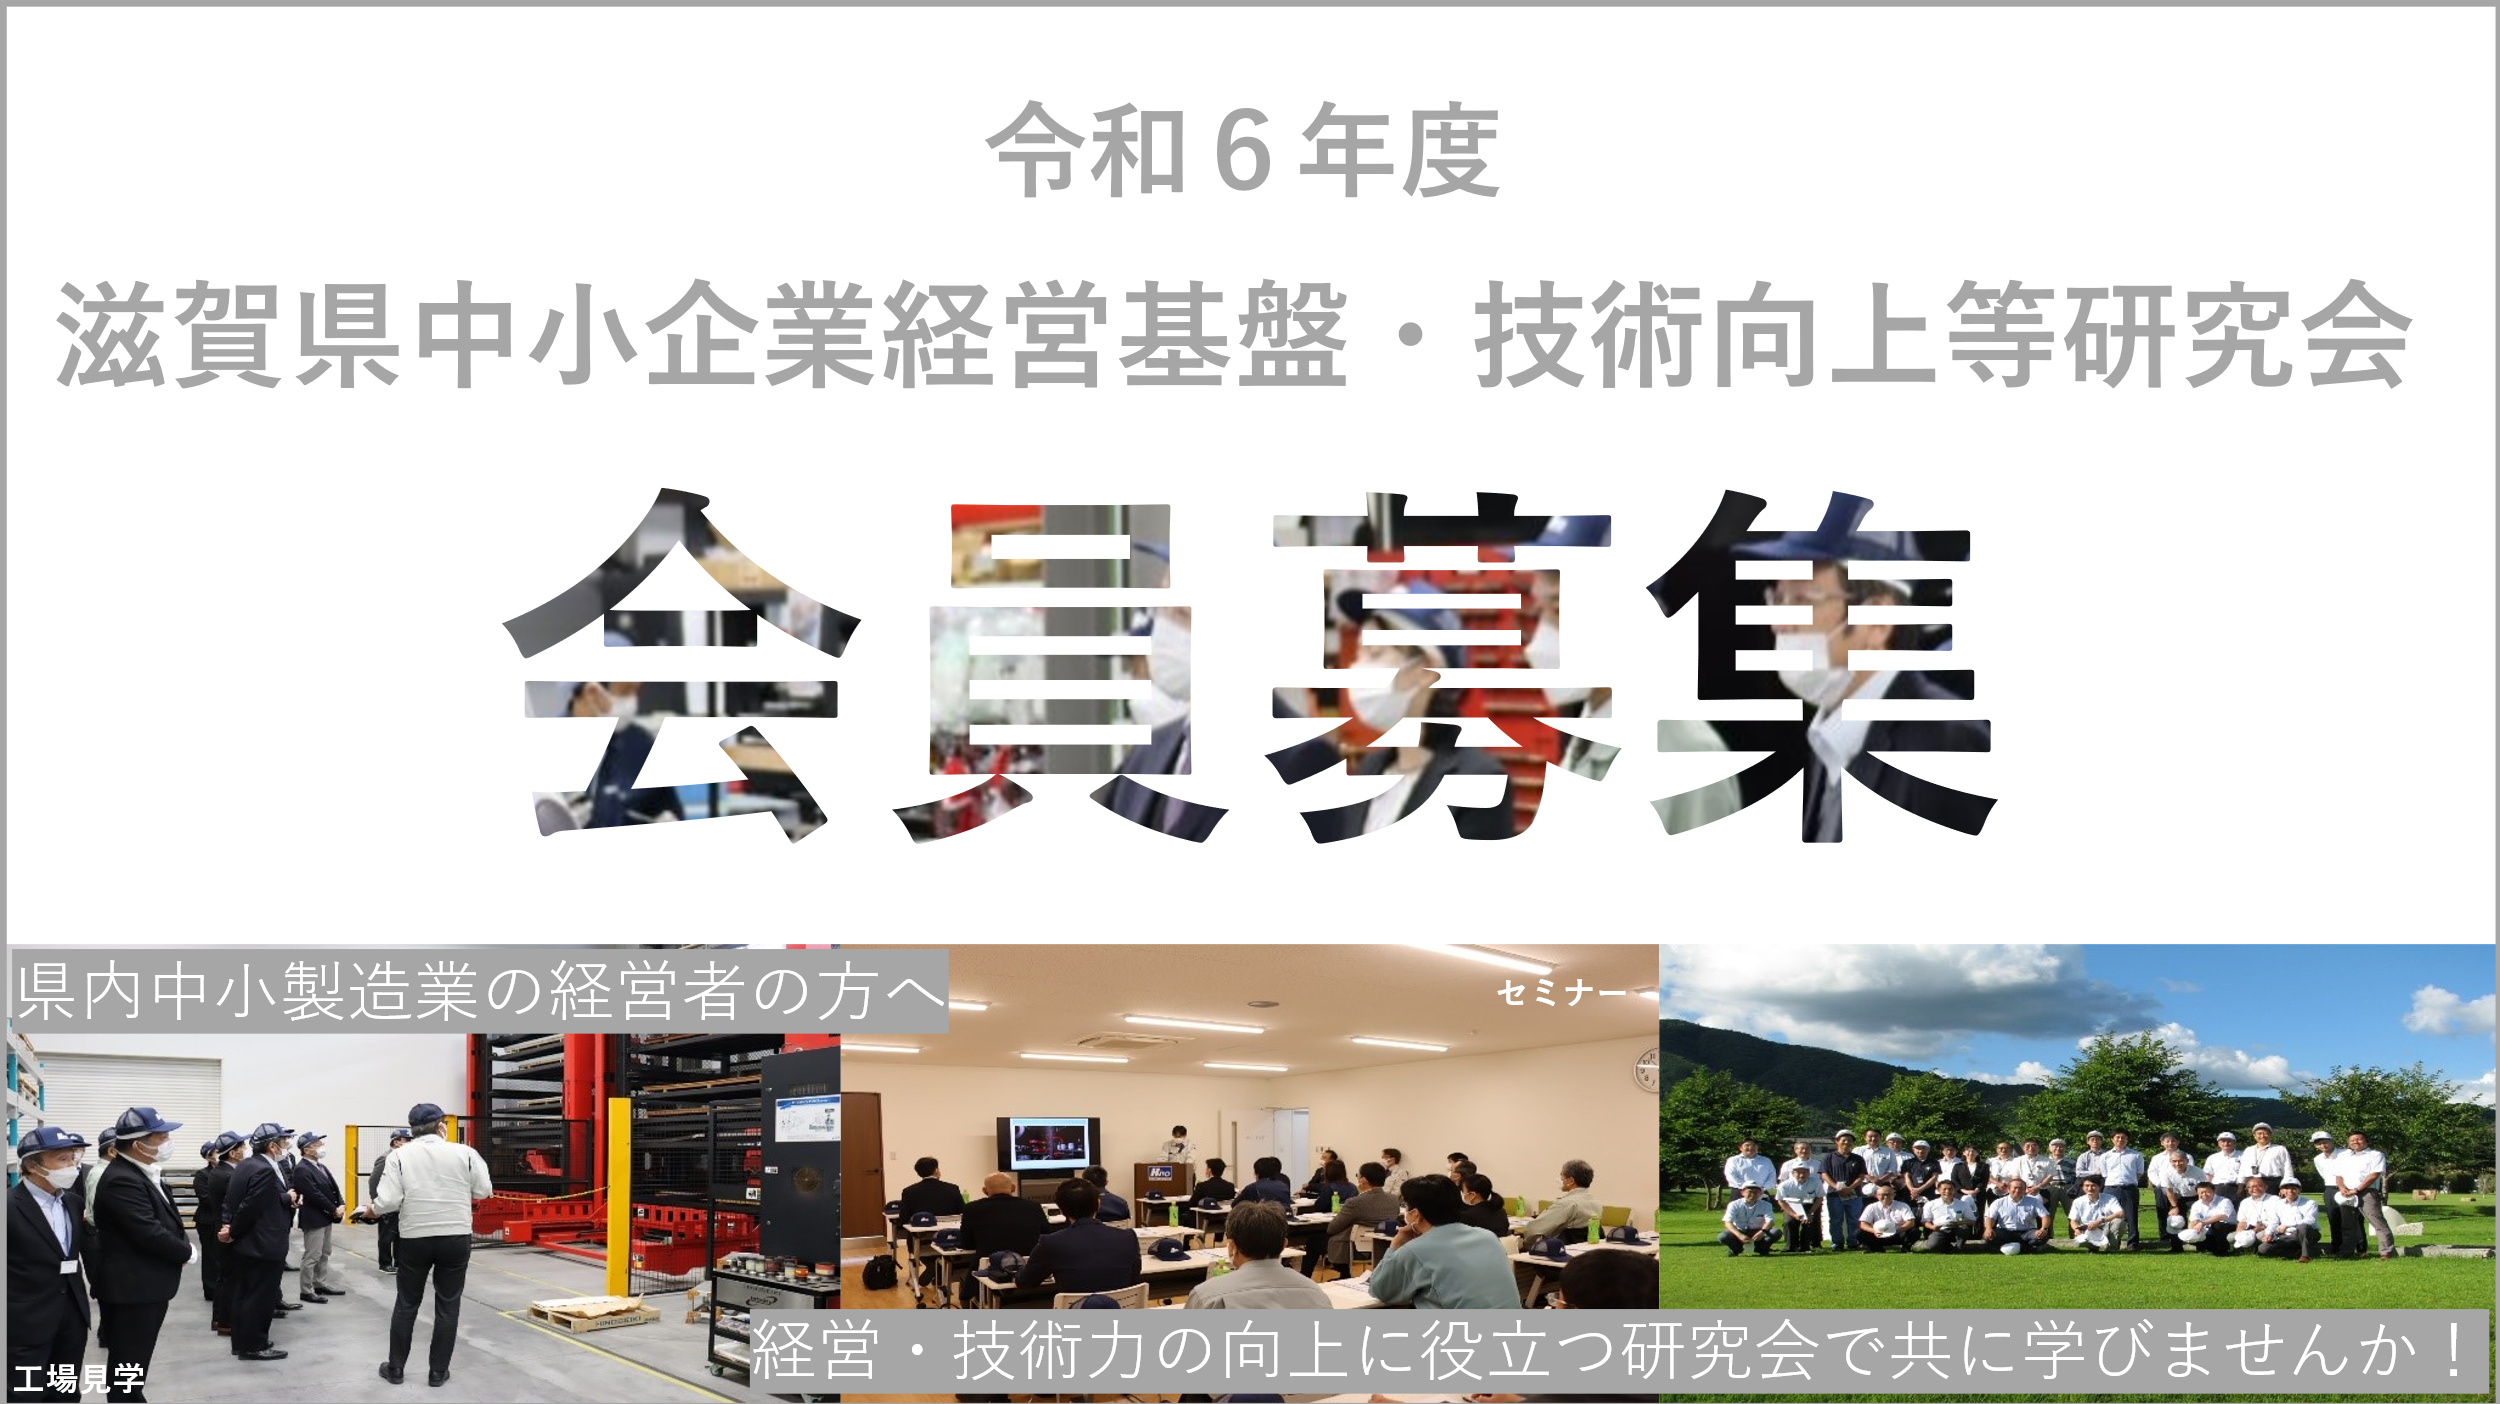 令和６年度
滋賀県中小企業経営基盤・技術向上等研究会
会員募集
県内中小製造業の経営者の方へ
セミナー
工場見学
経営・技術力の向上に役立つ研究会で共に学びませんか！